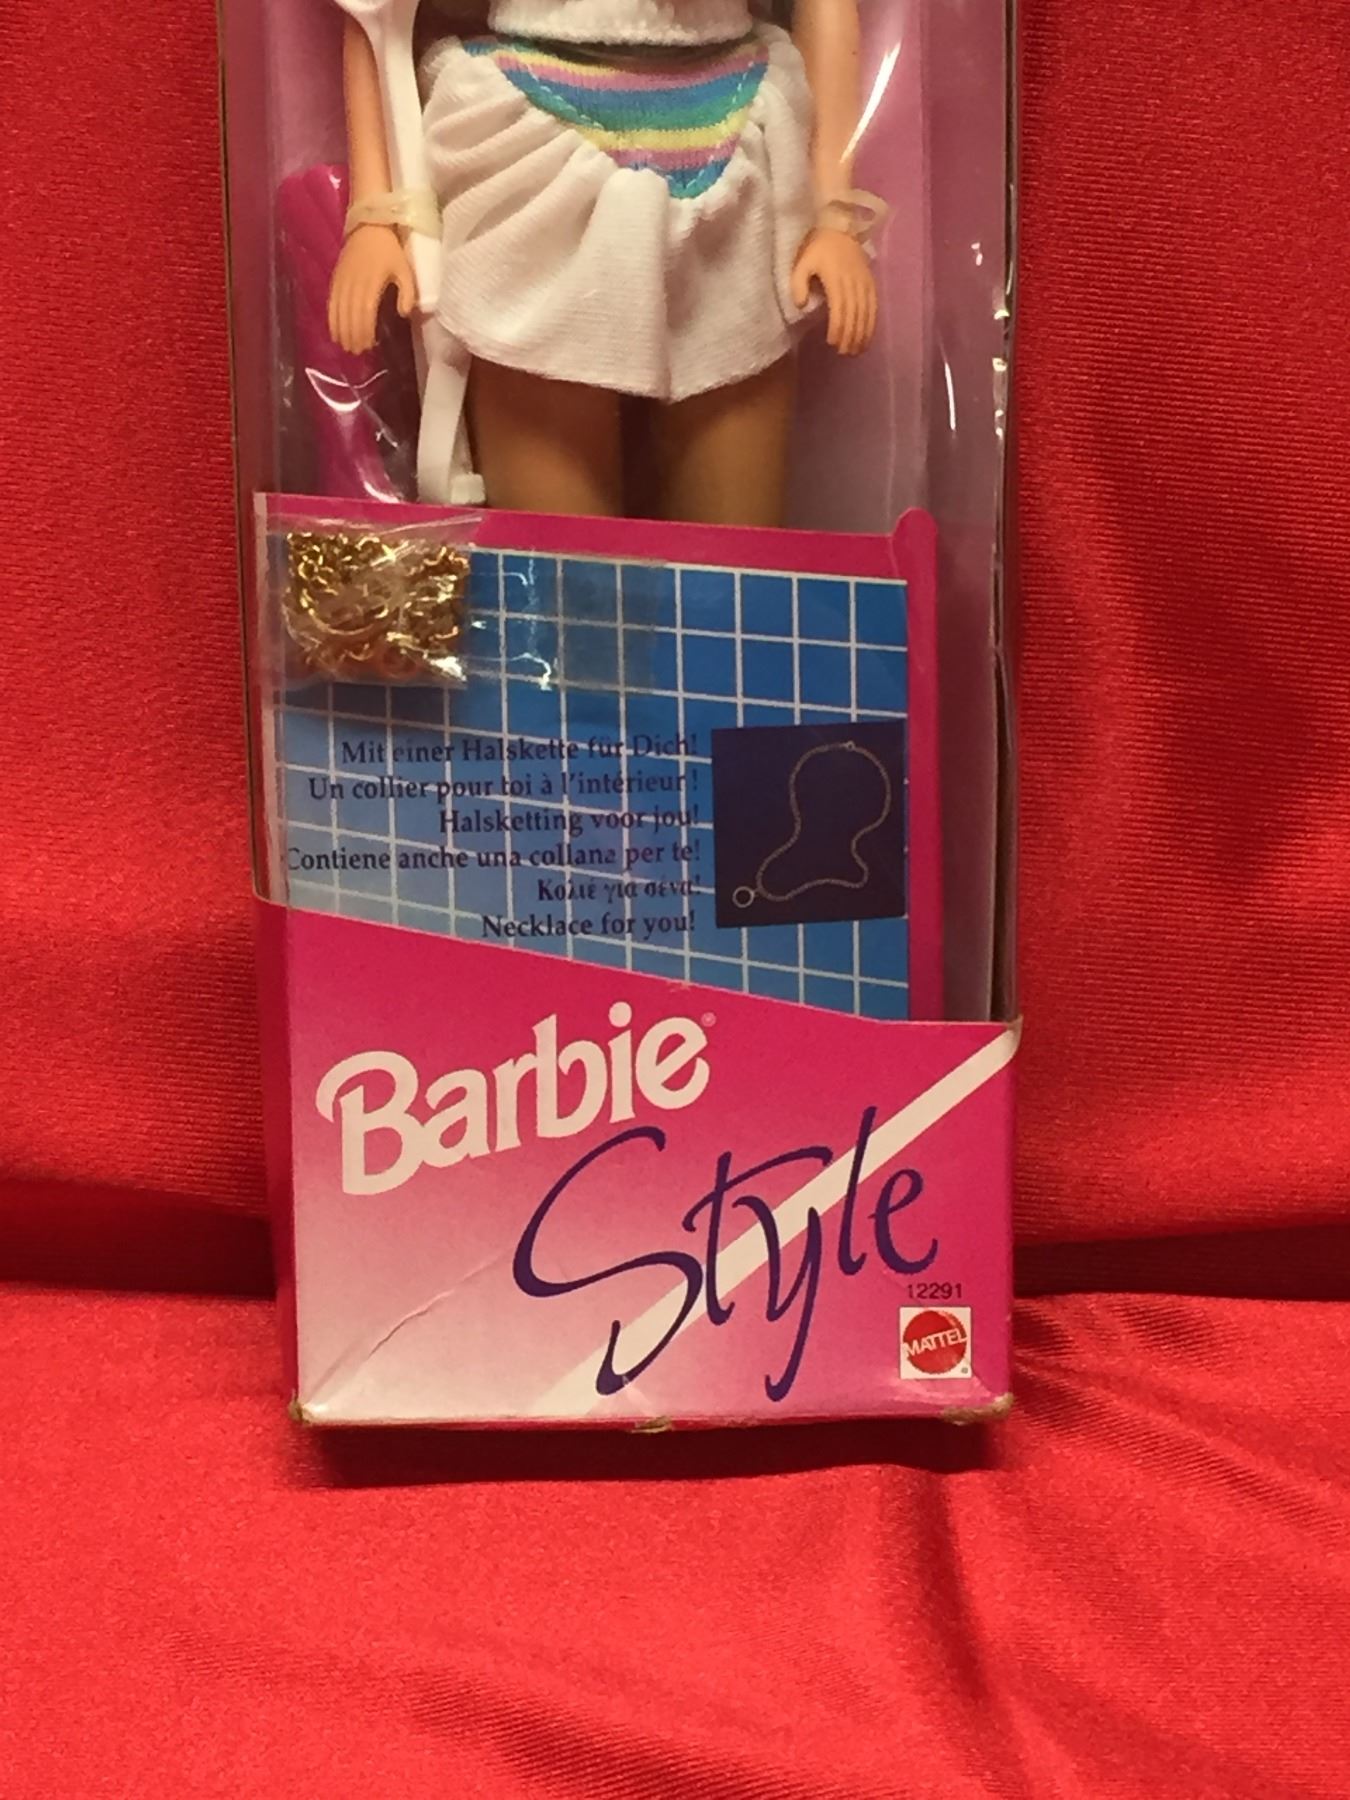 Mit einer Halskette für Dich!
Un collier pour toi à l'intérieur!
Halsketting voor jou!
Contiene anche una collana per te!
Κολιέ για σένα!
Necklace for you!
Barbie®
Style
12291
MATTEL
®